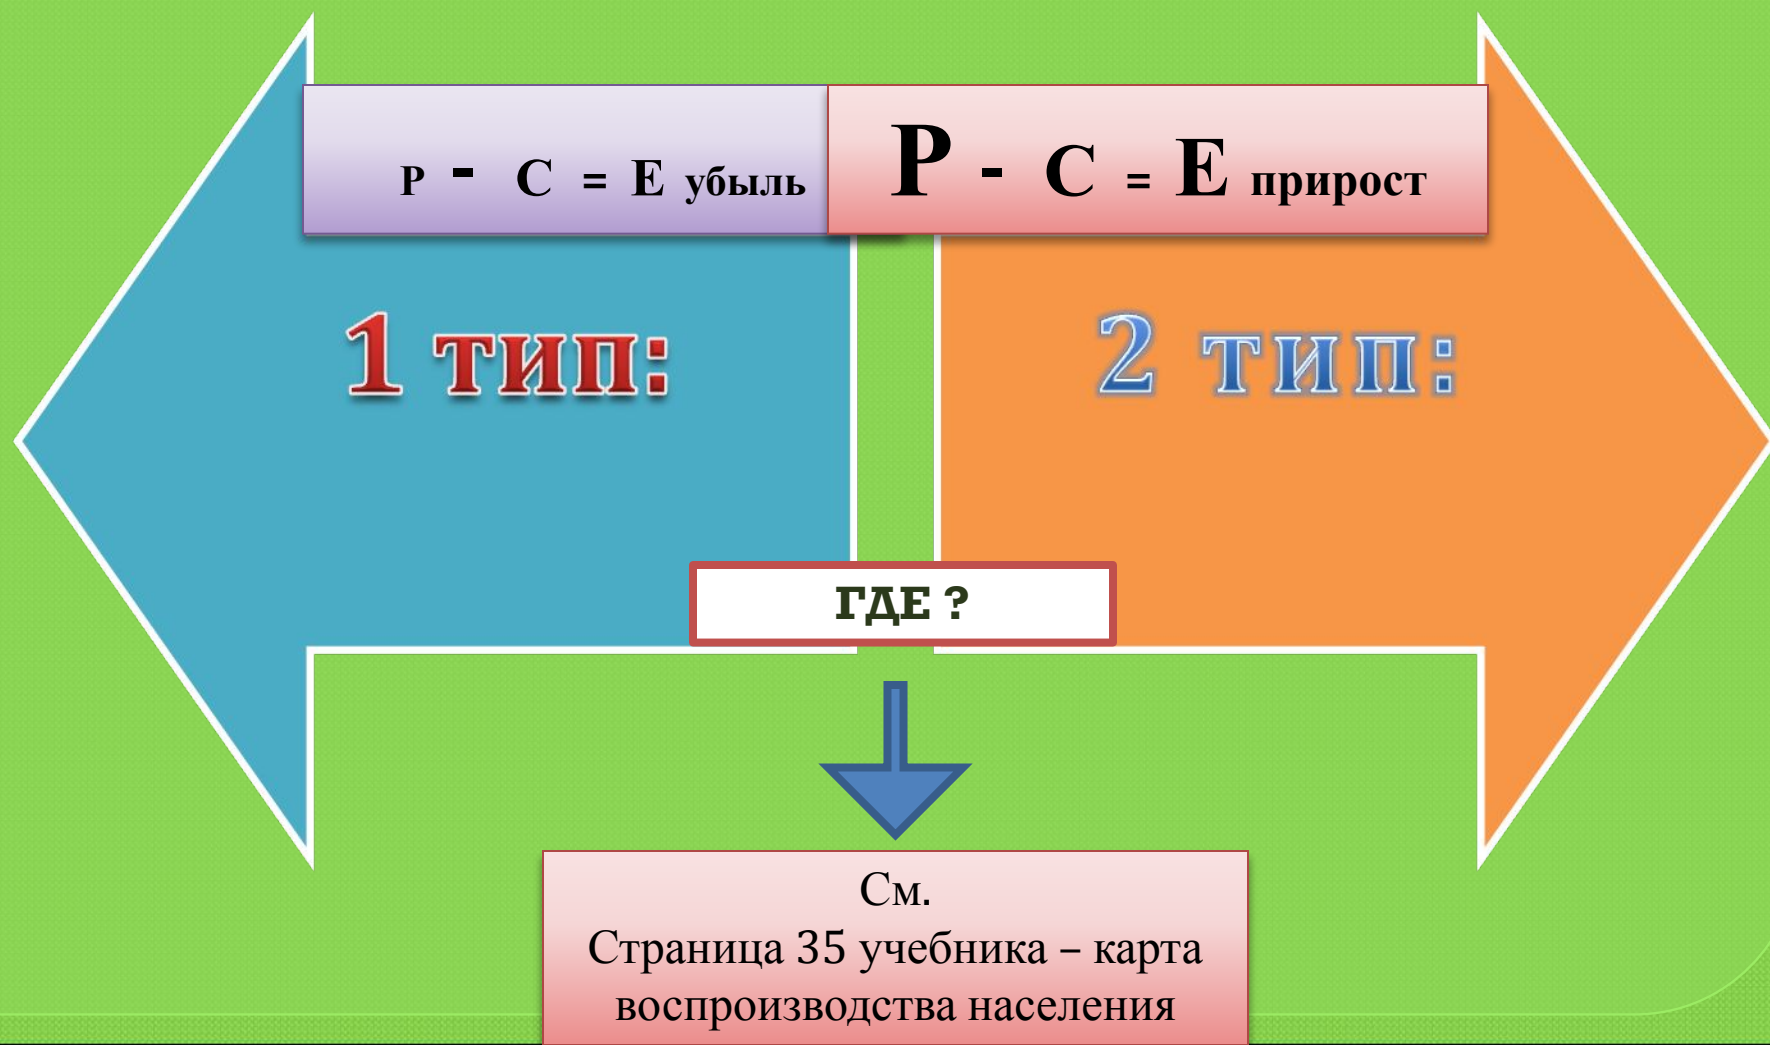 Р - С = Е убыль
Р - С = Е прирост
1 тип:
2 тип:
ГДЕ ?
См.
Страница 35 учебника – карта
воспроизводства населения